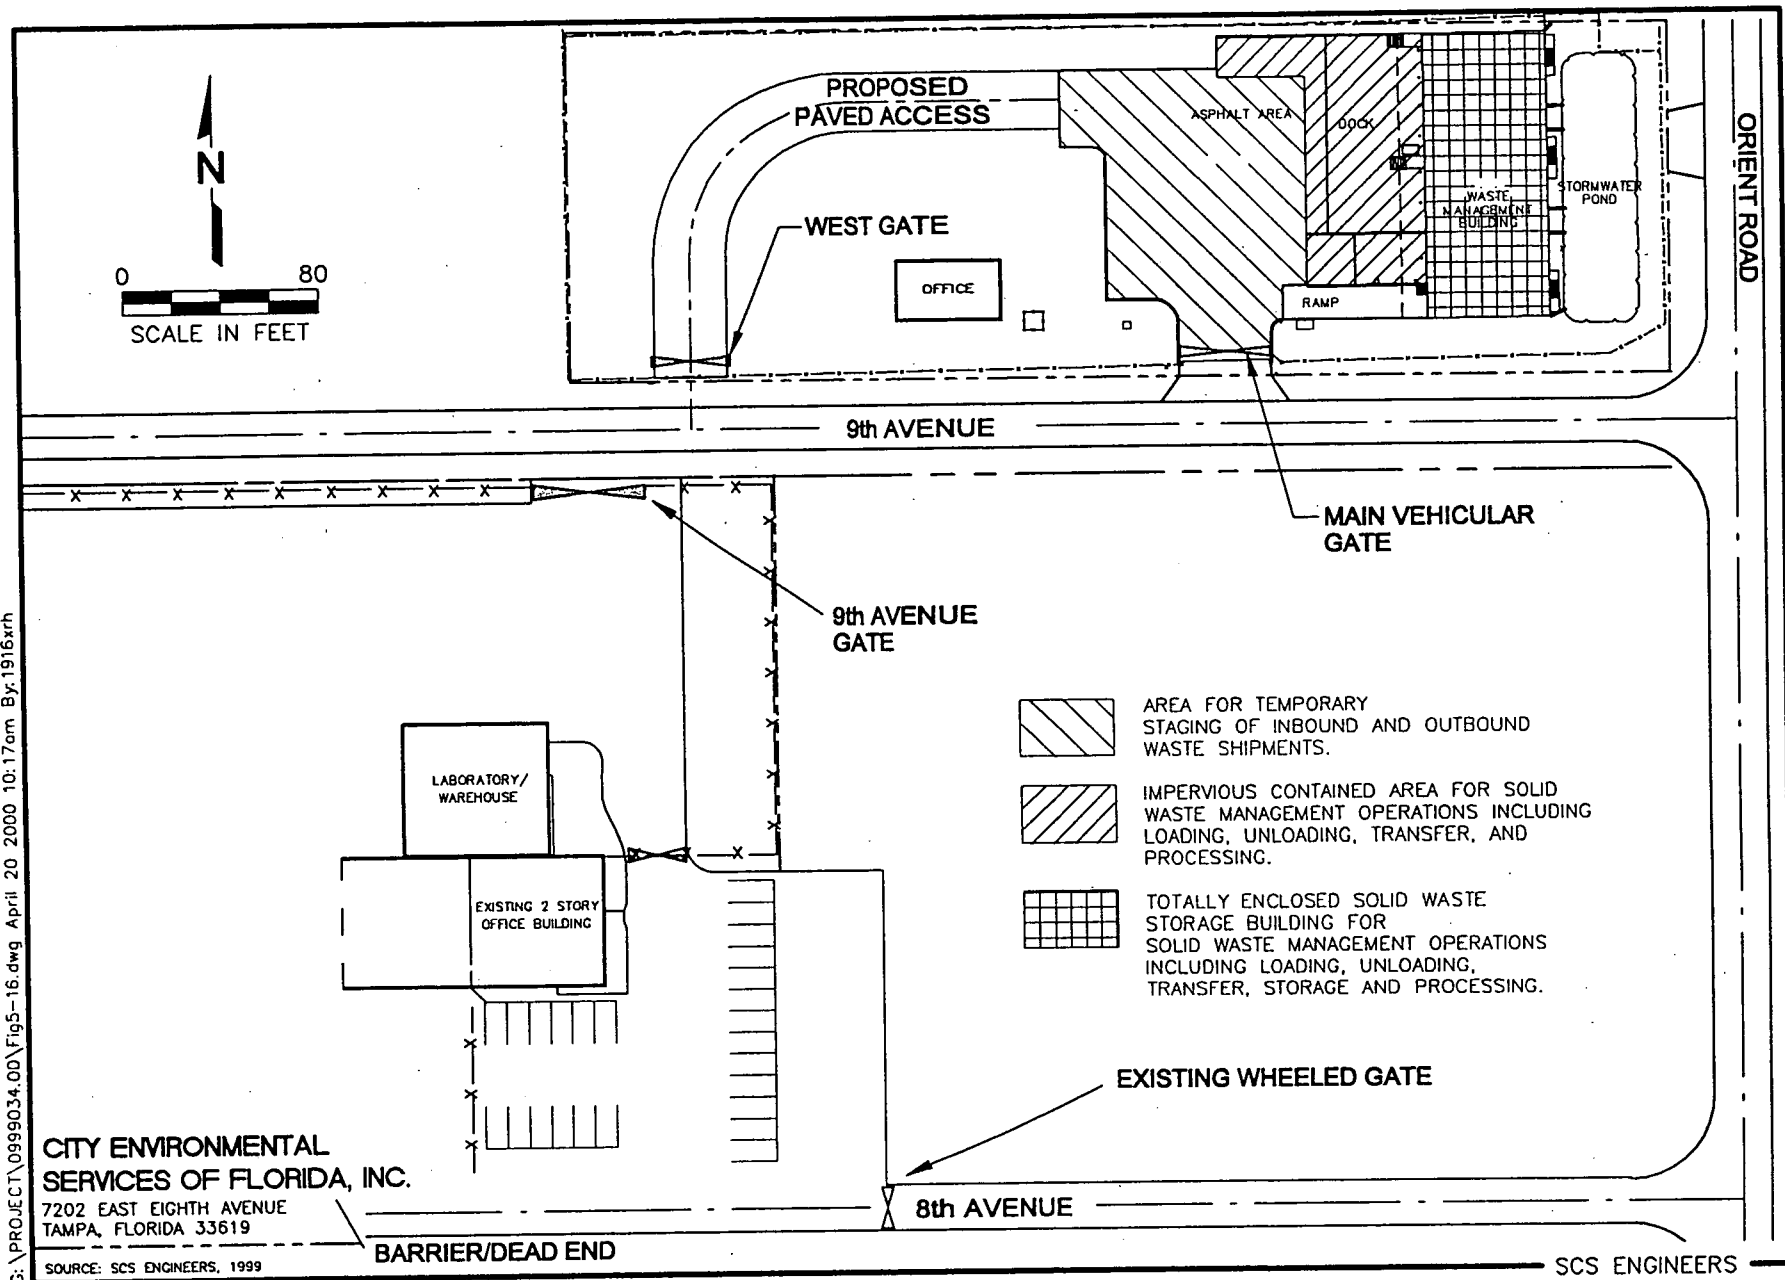 PROPOSED
PAVED ACCESS
ASPHALT AREA
DOCK
WASTE
MANAGEMENT
BUILDING
STORMWATER
POND
ORIENT ROAD
N
0 80
SCALE IN FEET
WEST GATE
OFFICE
RAMP
9th AVENUE
MAIN VEHICULAR
GATE
9th AVENUE
GATE
AREA FOR TEMPORARY
STAGING OF INBOUND AND OUTBOUND
WASTE SHIPMENTS.
IMPERVIOUS CONTAINED AREA FOR SOLID
WASTE MANAGEMENT OPERATIONS INCLUDING
LOADING, UNLOADING, TRANSFER, AND
PROCESSING.
TOTALLY ENCLOSED SOLID WASTE
STORAGE BUILDING FOR
SOLID WASTE MANAGEMENT OPERATIONS
INCLUDING LOADING, UNLOADING,
TRANSFER, STORAGE AND PROCESSING.
LABORATORY/
WAREHOUSE
EXISTING 2 STORY
OFFICE BUILDING
EXISTING WHEELED GATE
8th AVENUE
CITY ENVIRONMENTAL
SERVICES OF FLORIDA, INC.
7202 EAST EIGHTH AVENUE
TAMPA, FLORIDA 33619
BARRIER/DEAD END
SOURCE: SCS ENGINEERS, 1999
SCS ENGINEERS
G:\PROJECT\0999034.00\Fig5-16.dwg April 20 2000 10:17am By:1916xrh